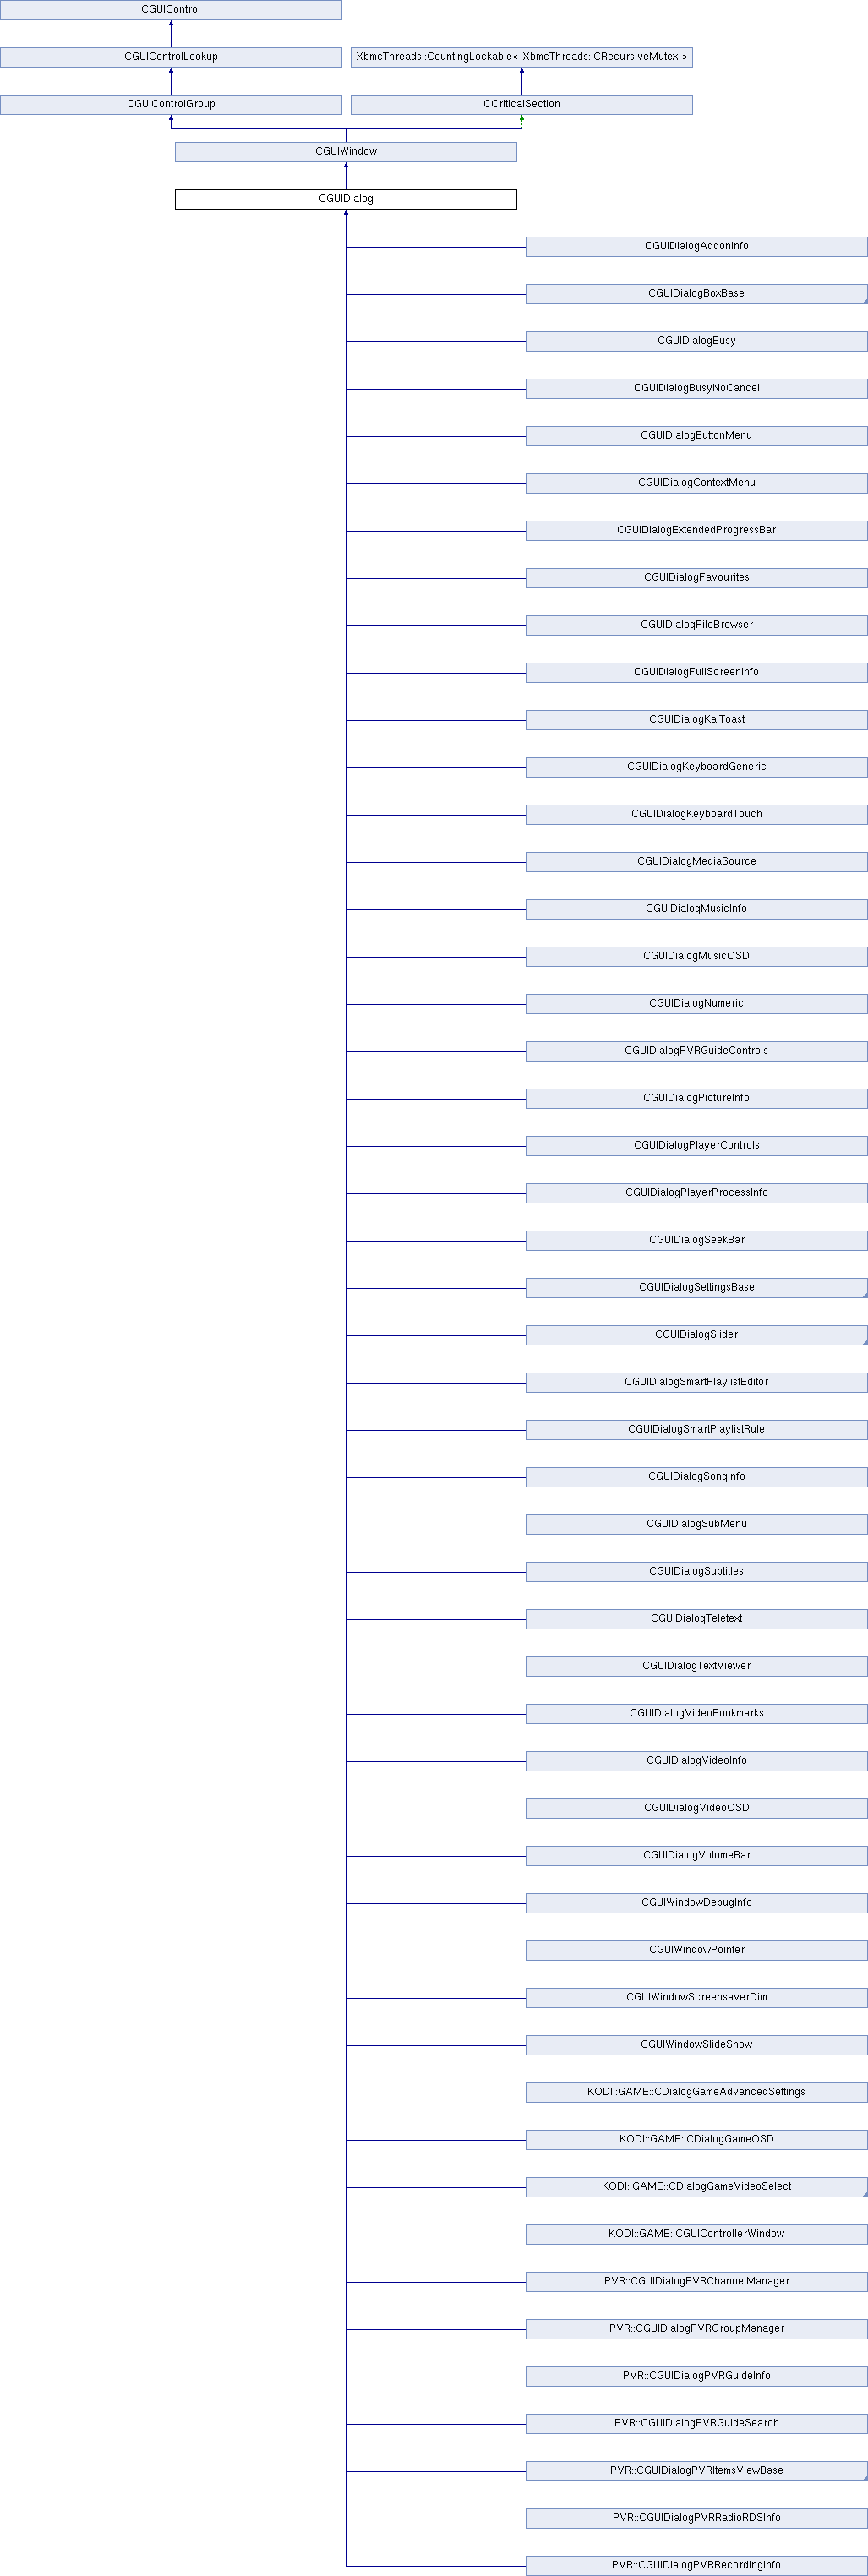 CGUIControl
CGUIControlLookup
XbmcThreads::CountingLockable< XbmcThreads::CRecursiveMutex >
CGUIControlGroup
CCriticalSection
CGUIWindow
CGUIDialog
CGUIDialogAddonInfo
CGUIDialogBoxBase
CGUIDialogBusy
CGUIDialogBusyNoCancel
CGUIDialogButtonMenu
CGUIDialogContextMenu
CGUIDialogExtendedProgressBar
CGUIDialogFavourites
CGUIDialogFileBrowser
CGUIDialogFullScreenInfo
CGUIDialogKaiToast
CGUIDialogKeyboardGeneric
CGUIDialogKeyboardTouch
CGUIDialogMediaSource
CGUIDialogMusicInfo
CGUIDialogMusicOSD
CGUIDialogNumeric
CGUIDialogPVRGuideControls
CGUIDialogPictureInfo
CGUIDialogPlayerControls
CGUIDialogPlayerProcessInfo
CGUIDialogSeekBar
CGUIDialogSettingsBase
CGUIDialogSlider
CGUIDialogSmartPlaylistEditor
CGUIDialogSmartPlaylistRule
CGUIDialogSongInfo
CGUIDialogSubMenu
CGUIDialogSubtitles
CGUIDialogTeletext
CGUIDialogTextViewer
CGUIDialogVideoBookmarks
CGUIDialogVideoInfo
CGUIDialogVideoOSD
CGUIDialogVolumeBar
CGUIWindowDebugInfo
CGUIWindowPointer
CGUIWindowScreensaverDim
CGUIWindowSlideShow
KODI::GAME::CDialogGameAdvancedSettings
KODI::GAME::CDialogGameOSD
KODI::GAME::CDialogGameVideoSelect
KODI::GAME::CGUIControllerWindow
PVR::CGUIDialogPVRChannelManager
PVR::CGUIDialogPVRGroupManager
PVR::CGUIDialogPVRGuideInfo
PVR::CGUIDialogPVRGuideSearch
PVR::CGUIDialogPVRItemsViewBase
PVR::CGUIDialogPVRRadioRDSInfo
PVR::CGUIDialogPVRRecordingInfo